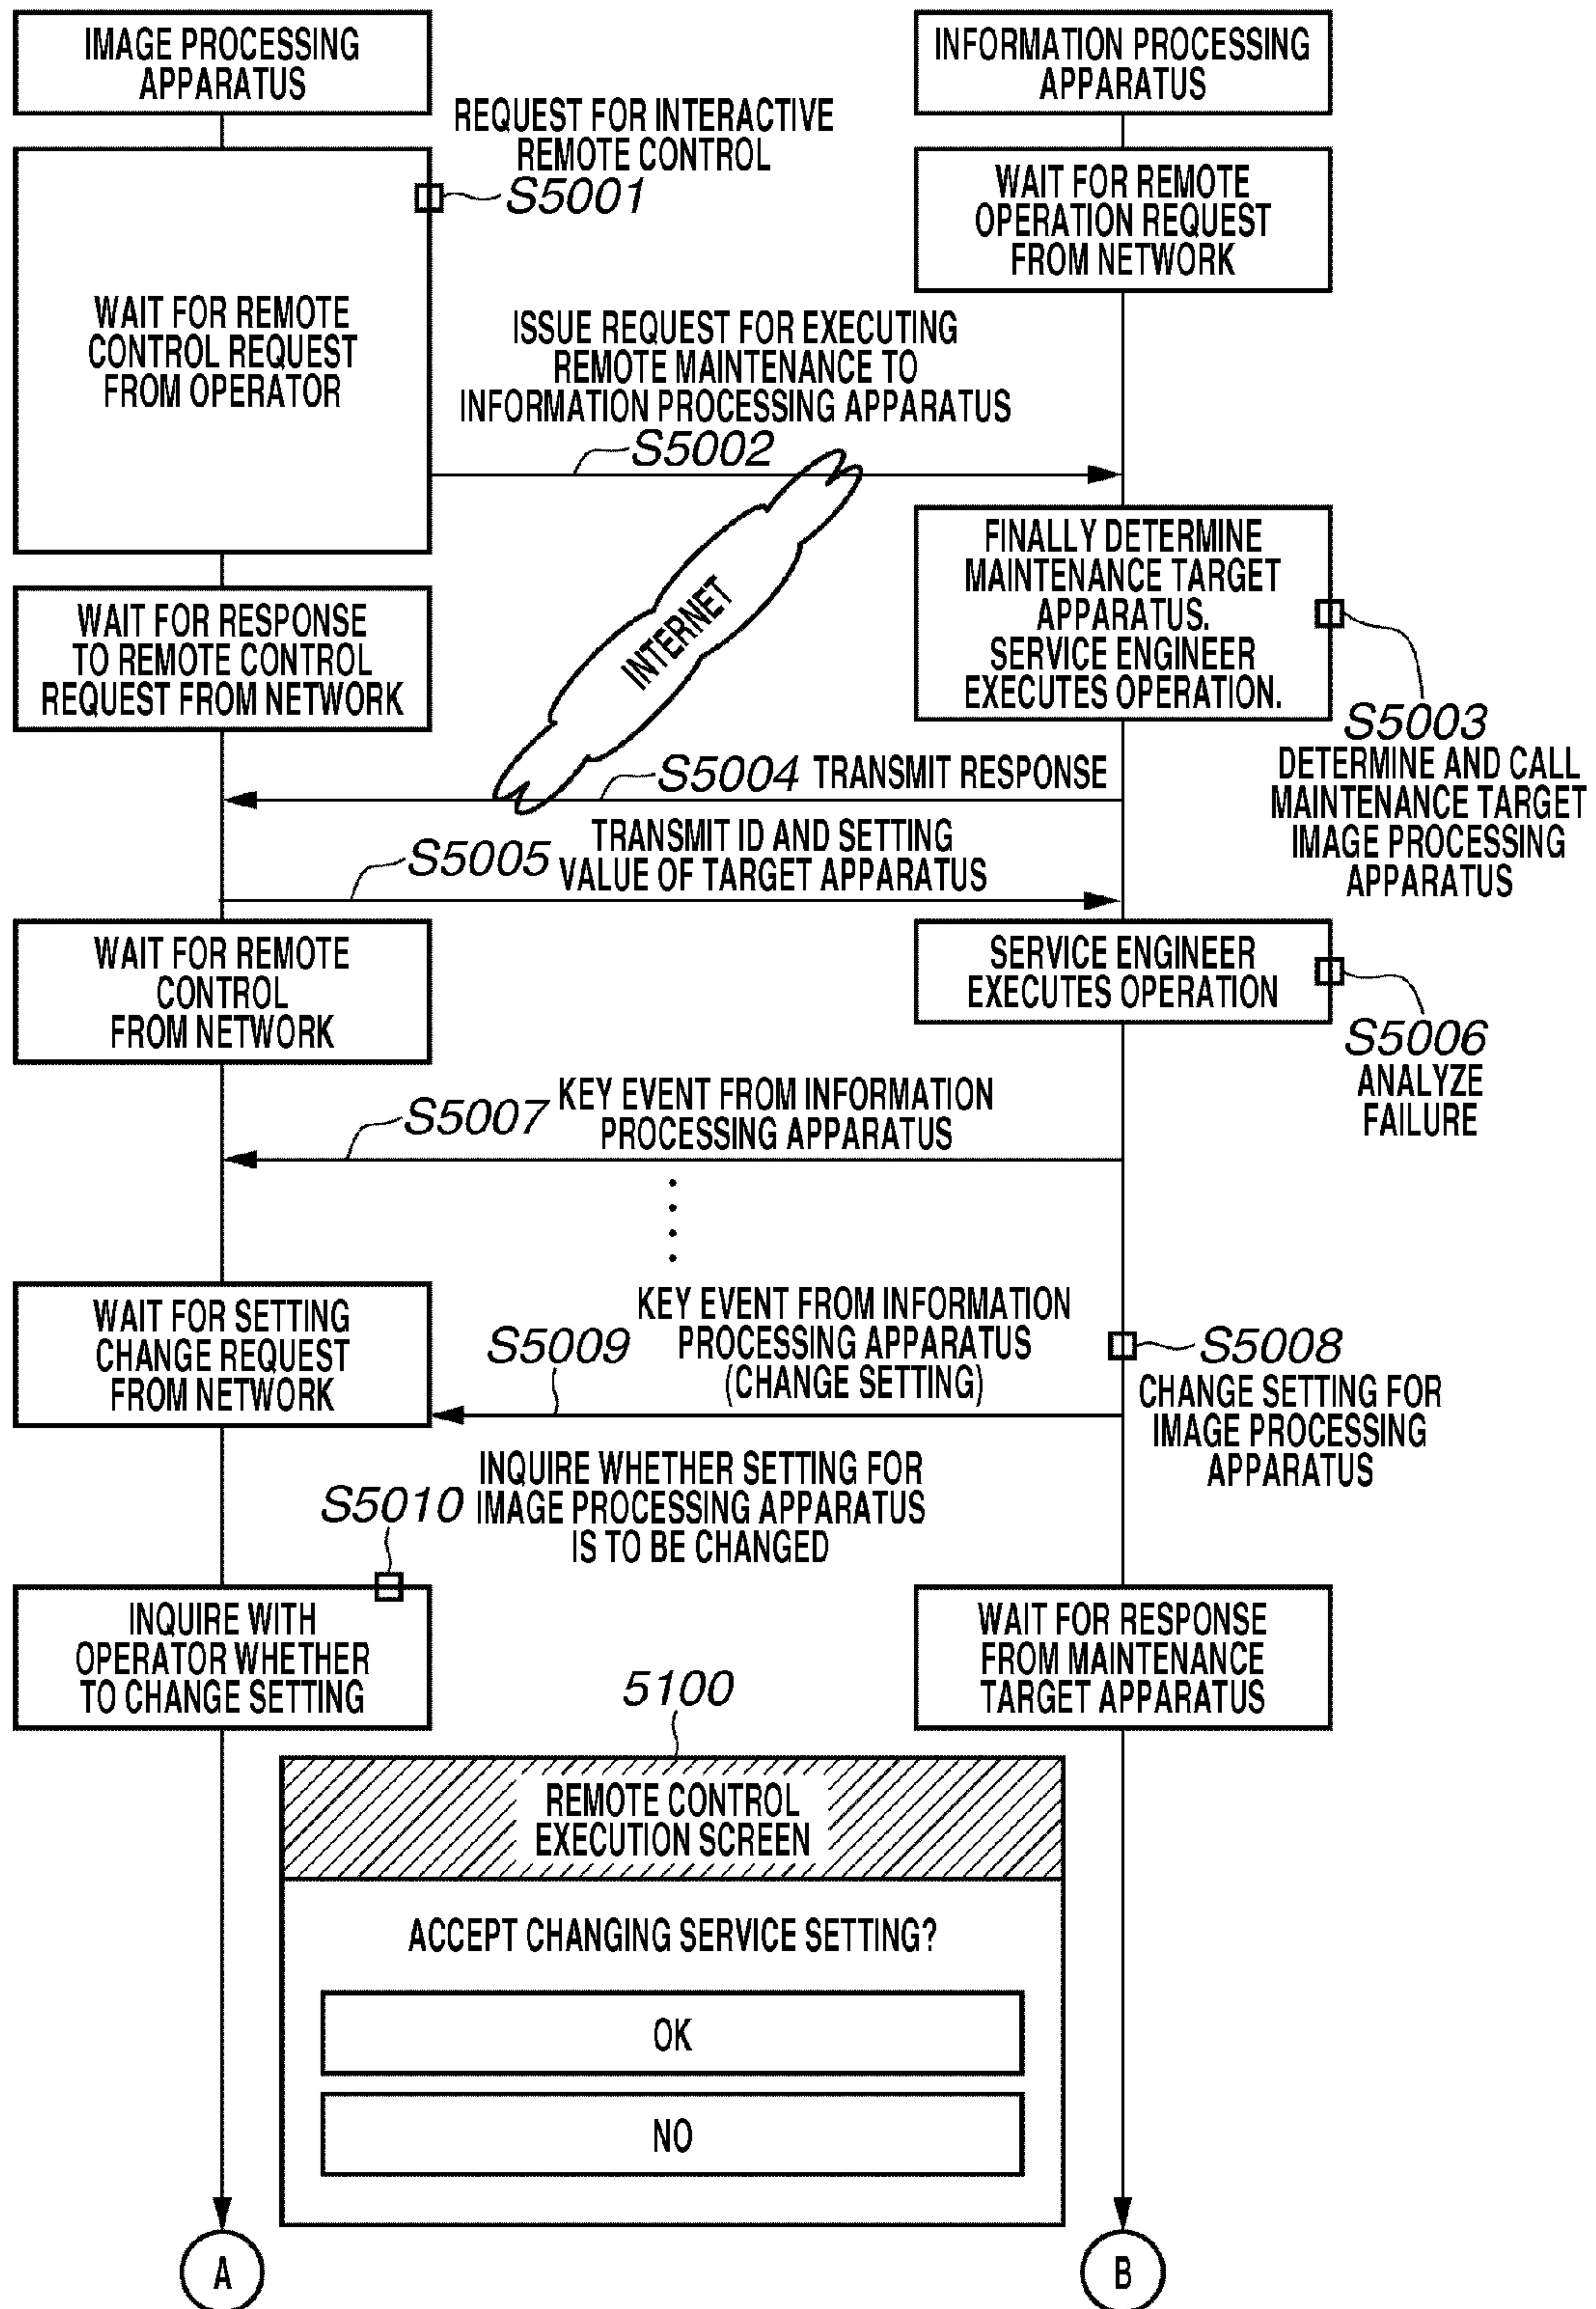 IMAGE PROCESSING
APPARATUS
INFORMATION PROCESSING
APPARATUS
REQUEST FOR INTERACTIVE
REMOTE CONTROL
S5001
WAIT FOR REMOTE
OPERATION REQUEST
FROM NETWORK
WAIT FOR REMOTE
CONTROL REQUEST
FROM OPERATOR
ISSUE REQUEST FOR EXECUTING
REMOTE MAINTENANCE TO
INFORMATION PROCESSING APPARATUS
S5002
INTERNET
FINALLY DETERMINE
MAINTENANCE TARGET
APPARATUS.
SERVICE ENGINEER
EXECUTES OPERATION.
S5003
DETERMINE AND CALL
MAINTENANCE TARGET
IMAGE PROCESSING
APPARATUS
WAIT FOR RESPONSE
TO REMOTE CONTROL
REQUEST FROM NETWORK
S5004 TRANSMIT RESPONSE
S5005 TRANSMIT ID AND SETTING
VALUE OF TARGET APPARATUS
WAIT FOR REMOTE
CONTROL
FROM NETWORK
SERVICE ENGINEER
EXECUTES OPERATION
S5006
ANALYZE
FAILURE
S5007 KEY EVENT FROM INFORMATION
PROCESSING APPARATUS
WAIT FOR SETTING
CHANGE REQUEST
FROM NETWORK
S5009
KEY EVENT FROM INFORMATION
PROCESSING APPARATUS
(CHANGE SETTING)
S5008
CHANGE SETTING FOR
IMAGE PROCESSING
APPARATUS
S5010
INQUIRE WHETHER SETTING FOR
IMAGE PROCESSING APPARATUS
IS TO BE CHANGED
INQUIRE WITH
OPERATOR WHETHER
TO CHANGE SETTING
WAIT FOR RESPONSE
FROM MAINTENANCE
TARGET APPARATUS
5100
REMOTE CONTROL
EXECUTION SCREEN
ACCEPT CHANGING SERVICE SETTING?
OK
NO
A
B